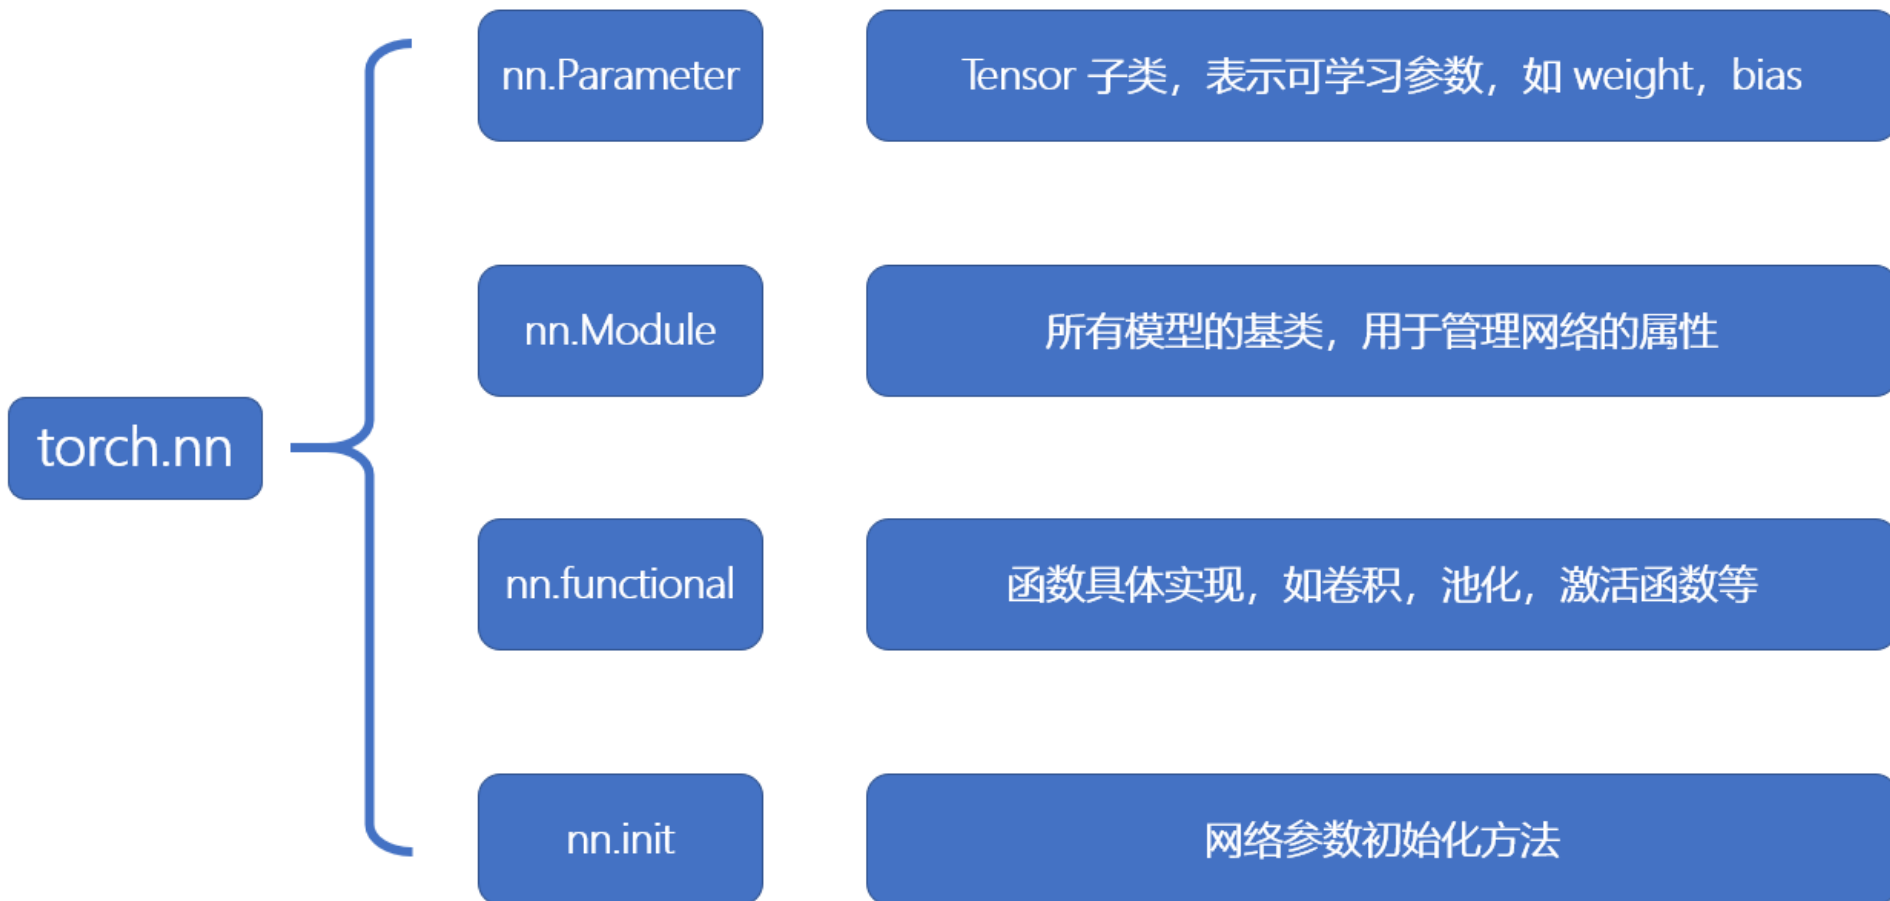 nn.Parameter
Tensor 子类，表示可学习参数，如 weight，bias
nn.Module
所有模型的基类，用于管理网络的属性
torch.nn
nn.functional
函数具体实现，如卷积，池化，激活函数等
nn.init
网络参数初始化方法